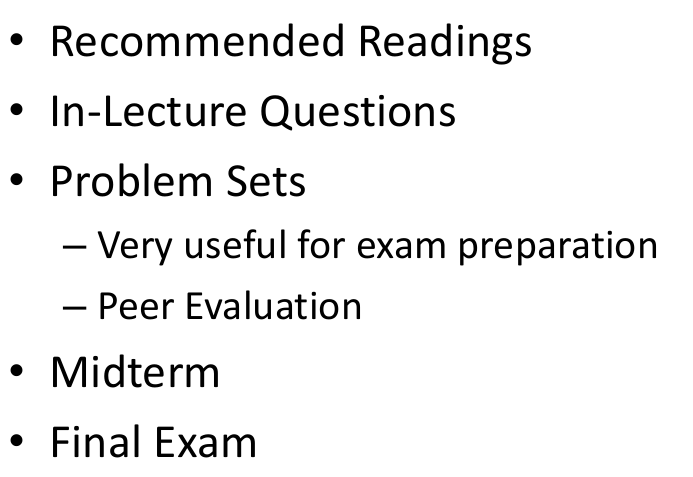 • Recommended Readings
• In-Lecture Questions
• Problem Sets
– Very useful for exam preparation
– Peer Evaluation
• Midterm
• Final Exam